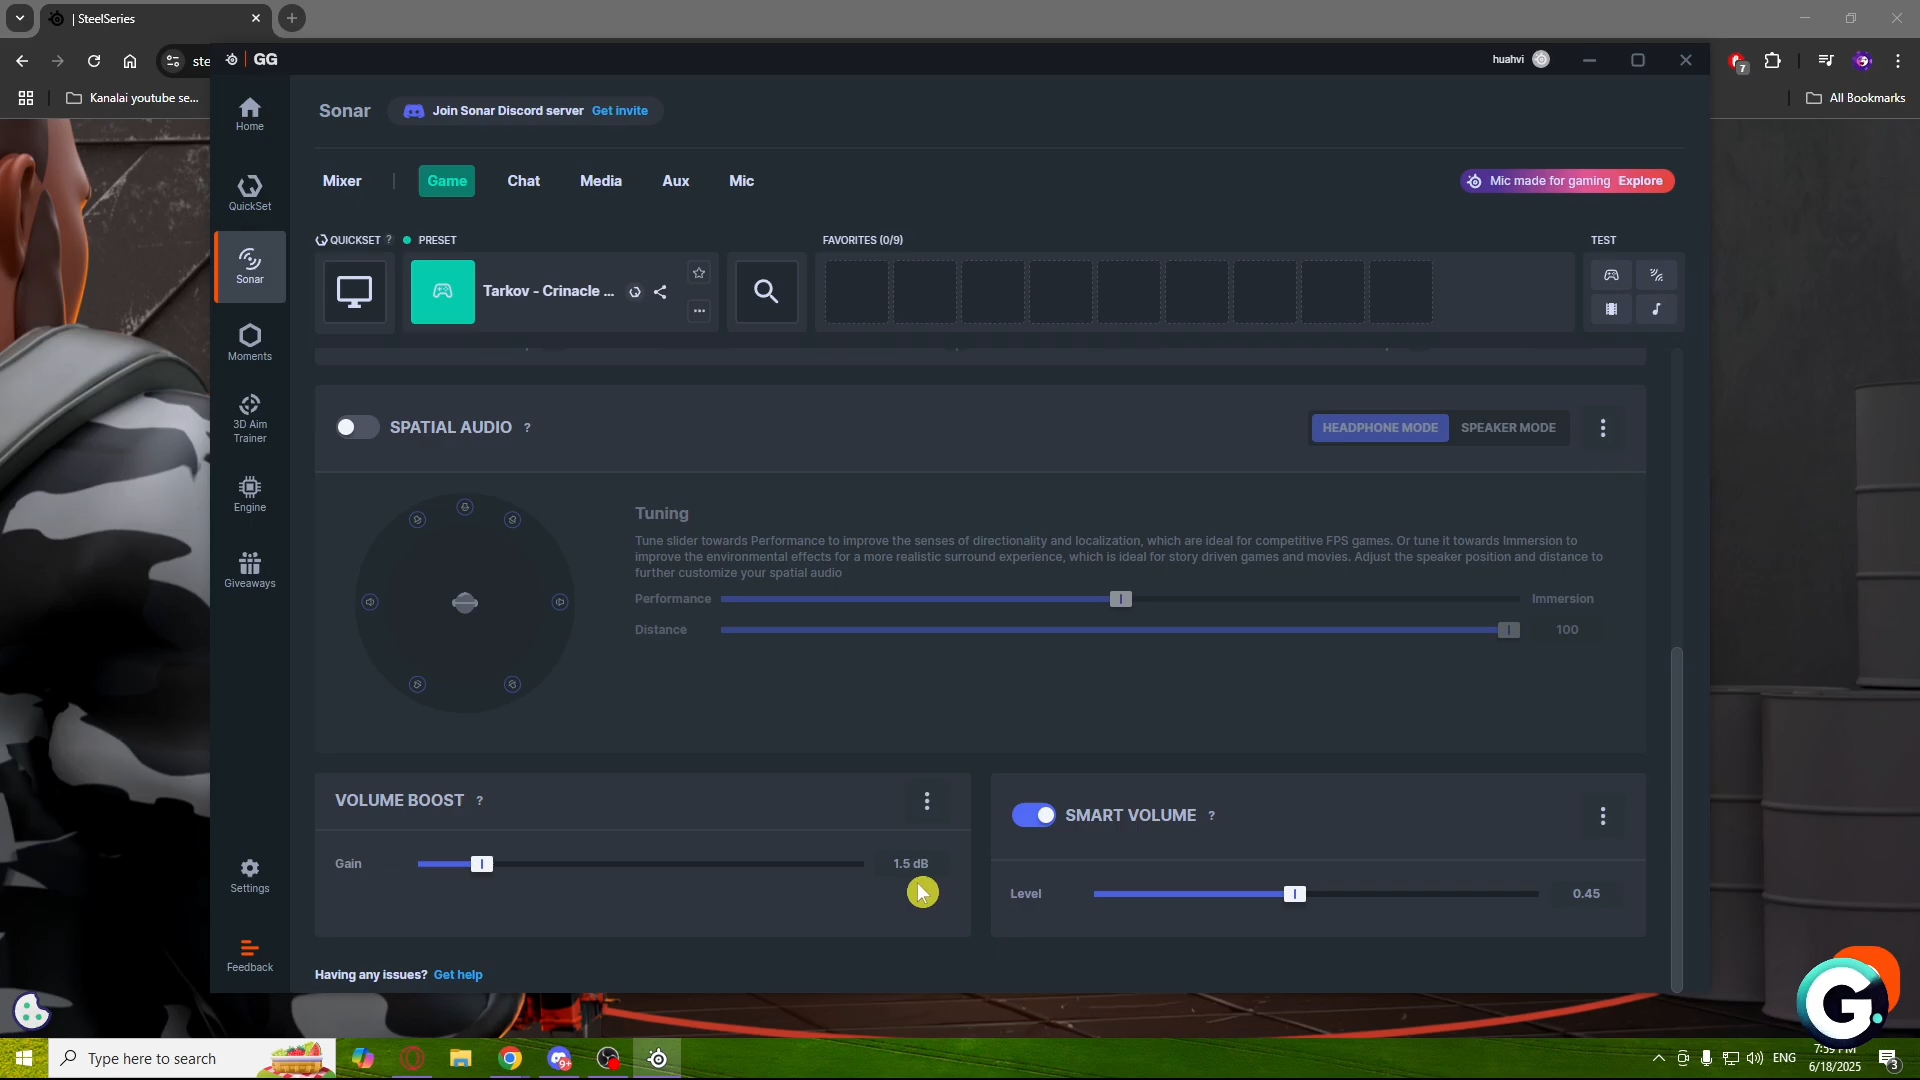 | SteelSeries
ste
GG
huahvi
7
Kanalai youtube se...
All Bookmarks
Home
QuickSet
Sonar
Moments
3D Aim
Trainer
Engine
Giveaways
Settings
Feedback
Sonar
Join Sonar Discord server Get invite
Mixer | Game Chat Media Aux Mic
Mic made for gaming Explore
QUICKSET ? PRESET
FAVORITES (0/9)
TEST
Tarkov - Crinacle ...
SPATIAL AUDIO ?
HEADPHONE MODE SPEAKER MODE
Tuning
Tune slider towards Performance to improve the senses of directionality and localization, which are ideal for competitive FPS games. Or tune it towards Immersion to
improve the environmental effects for a more realistic surround experience, which is ideal for story driven games and movies. Adjust the speaker position and distance to
further customize your spatial audio
Performance Immersion
Distance 100
VOLUME BOOST ?
Gain 1.5 dB
SMART VOLUME ?
Level 0.45
Having any issues? Get help
G
Type here to search
9+
ENG
7:59 PM
6/18/2025
3